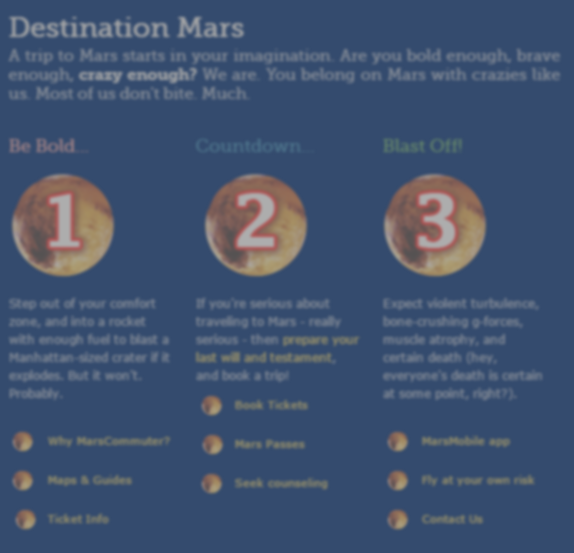 Destination Mars
A trip to Mars starts in your imagination. Are you bold enough, brave
enough, crazy enough? We are. You belong on Mars with crazies like
us. Most of us don't bite. Much.
Be Bold...
1
Step out of your comfort
zone, and into a rocket
with enough fuel to blast a
Manhattan-sized crater if it
explodes. But it won't.
Probably.
Why MarsCommuter?
Maps & Guides
Ticket Info
Countdown...
2
If you're serious about
traveling to Mars - really
serious - then prepare your
last will and testament,
and book a trip!
Book Tickets
Mars Passes
Seek counseling
Blast Off!
3
Expect violent turbulence,
bone-crushing g-forces,
muscle atrophy, and
certain death (hey,
everyone's death is certain
at some point, right?).
MarsMobile app
Fly at your own risk
Contact Us